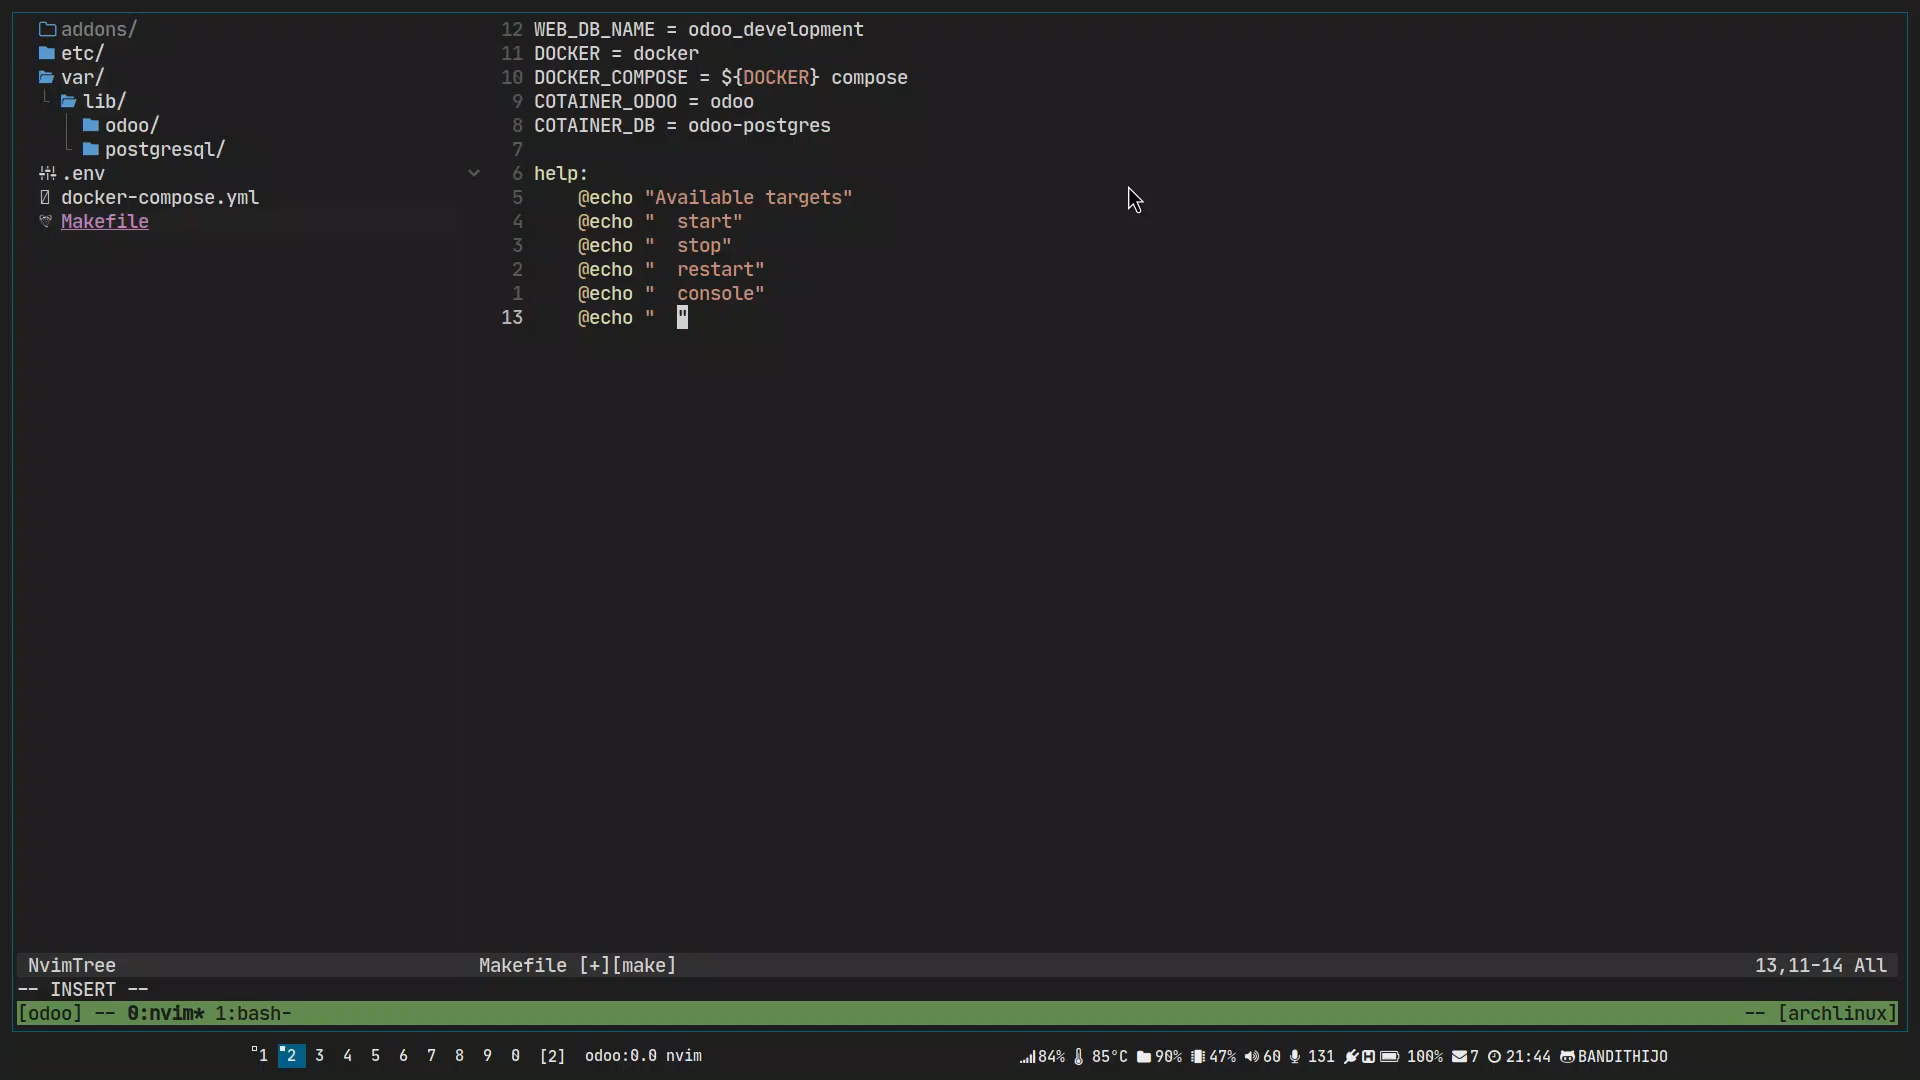 addons/
etc/
var/
lib/
odoo/
postgresql/
.env
docker-compose.yml
Makefile
12 WEB_DB_NAME = odoo_development
11 DOCKER = docker
10 DOCKER_COMPOSE = ${DOCKER} compose
9 COTAINER_ODOO = odoo
8 COTAINER_DB = odoo-postgres
7
6 help:
5 @echo "Available targets"
4 @echo "  start"
3 @echo "  stop"
2 @echo "  restart"
1 @echo "  console"
13 @echo "  "
NvimTree Makefile [+][make] 13,11-14 All
-- INSERT --
[odoo] -- 0:nvim* 1:bash- -- [archlinux]
1 2 3 4 5 6 7 8 9 0 [2] odoo:0.0 nvim 84% 85°C 90% 47% 60 131 H 100% 7 21:44 BANDITHIJO